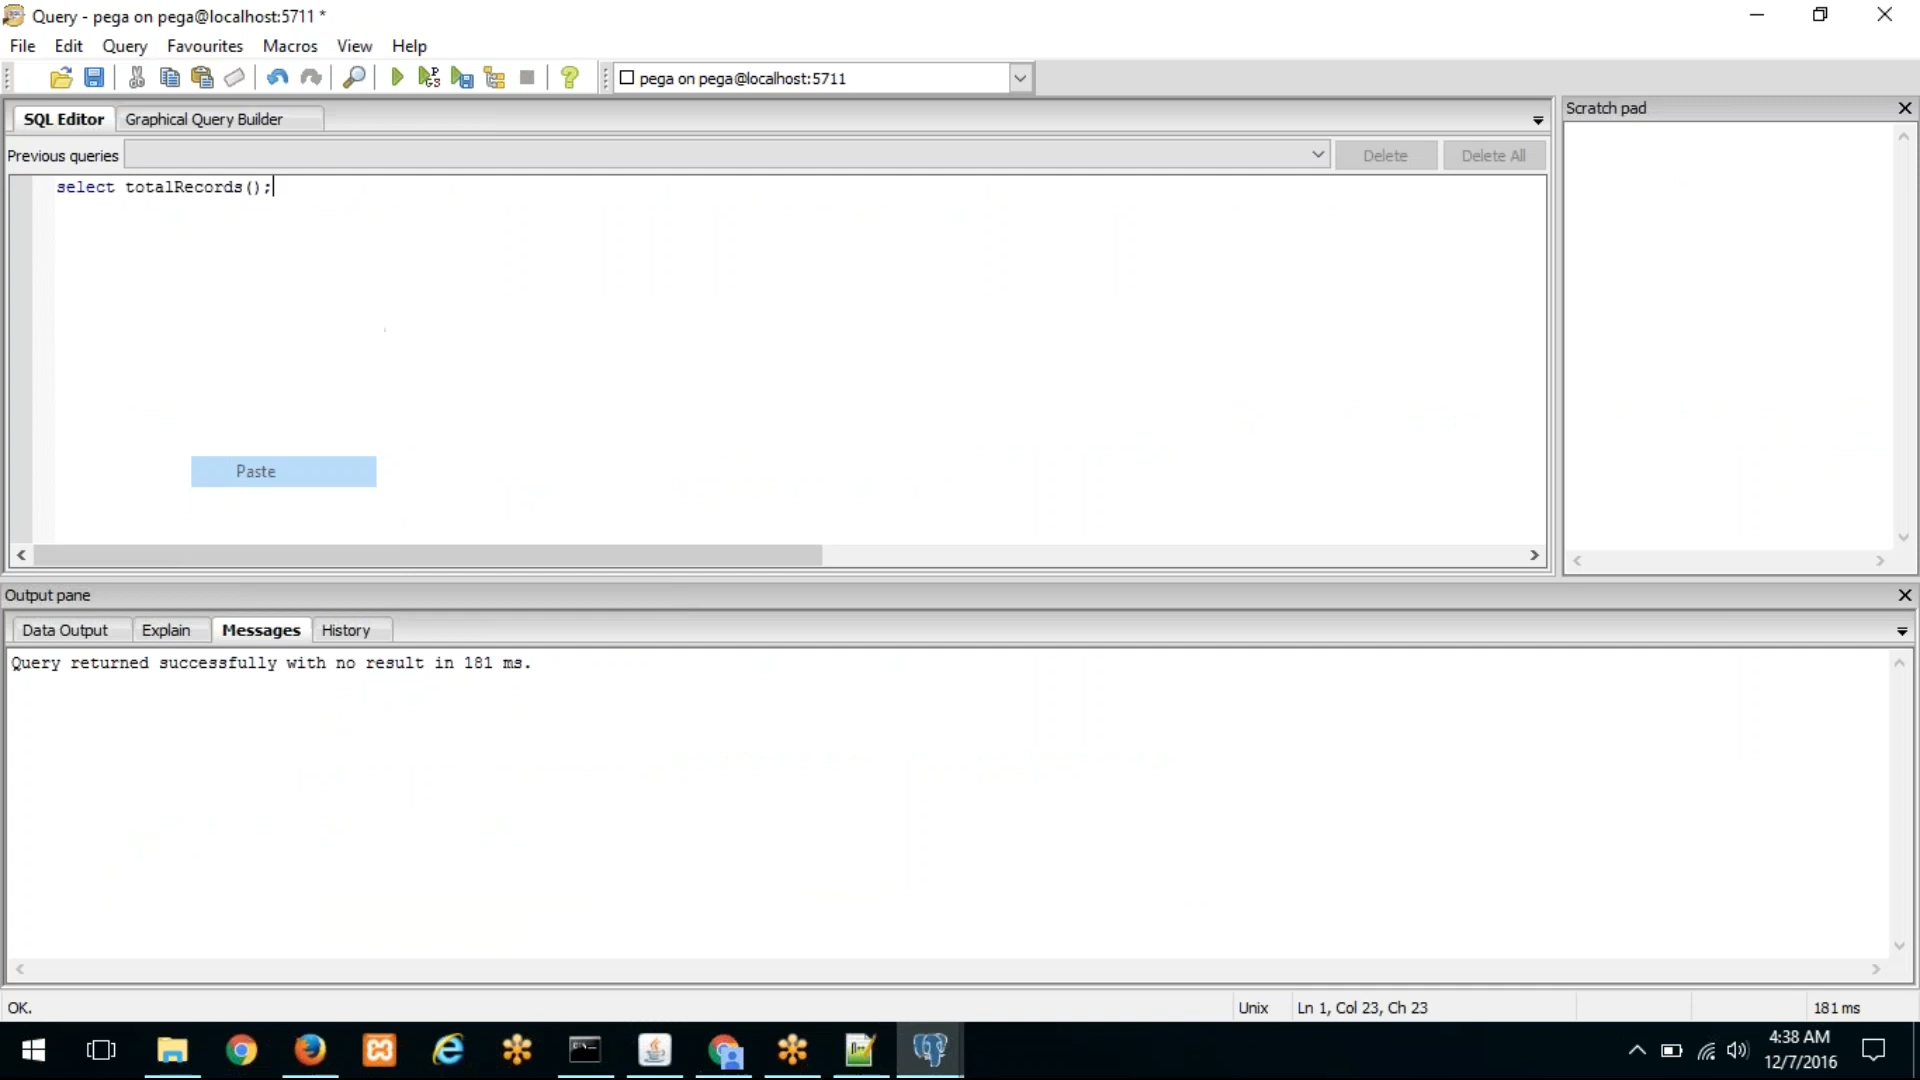 Query - pega on pega@localhost:5711 *
File Edit Query Favourites Macros View Help
pega on pega@localhost:5711
SQL Editor Graphical Query Builder
Scratch pad
Previous queries
Delete Delete All
select totalRecords();
Paste
Output pane
Data Output Explain Messages History
Query returned successfully with no result in 181 ms.
OK.
Unix
Ln 1, Col 23, Ch 23
181 ms
4:38 AM
12/7/2016